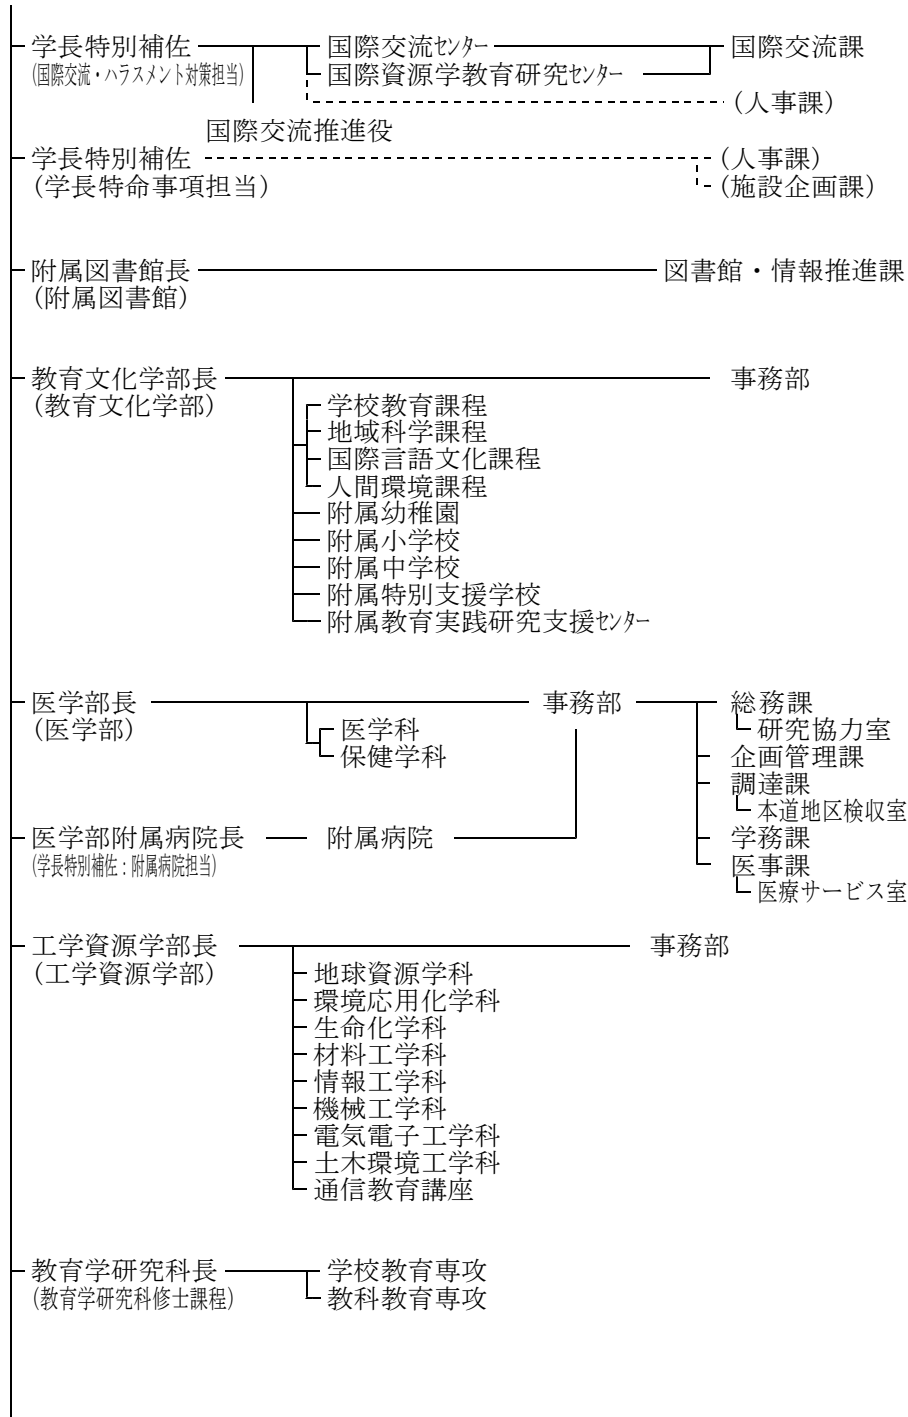 学長特別補佐 国際交流センター 国際交流課
(国際交流・ハラスメント対策担当) 国際資源学教育研究センター
(人事課)
国際交流推進役
学長特別補佐 (人事課)
(学長特命事項担当) (施設企画課)
附属図書館長 図書館・情報推進課
(附属図書館)
教育文化学部長 事務部
(教育文化学部) 学校教育課程
地域科学課程
国際言語文化課程
人間環境課程
附属幼稚園
附属小学校
附属中学校
附属特別支援学校
附属教育実践研究支援センター
医学部長 事務部 総務課
(医学部) 医学科 研究協力室
保健学科 企画管理課
調達課
本道地区検収室
医学部附属病院長 附属病院 学務課
(学長特別補佐:附属病院担当) 医事課
医療サービス室
工学資源学部長 事務部
(工学資源学部) 地球資源学科
環境応用化学科
生命化学科
材料工学科
情報工学科
機械工学科
電気電子工学科
土木環境工学科
通信教育講座
教育学研究科長 学校教育専攻
(教育学研究科修士課程) 教科教育専攻